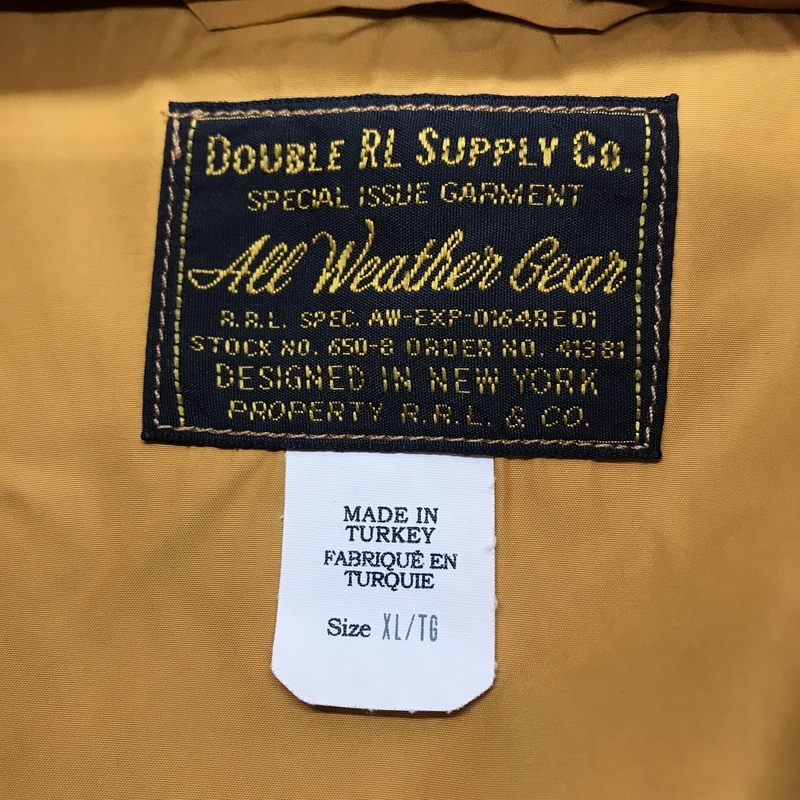 DOUBLE RL SUPPLY CO.
SPECIAL ISSUE GARMENT
All Weather Gear
R.R.L. SPEC. AW-EXP-0164RE01
STOCK NO. 650-8 ORDER NO. 41381
DESIGNED IN NEW YORK
PROPERTY R.R.L. & CO.
MADE IN
TURKEY
FABRIQUÉ EN
TURQUIE
Size XL/TG